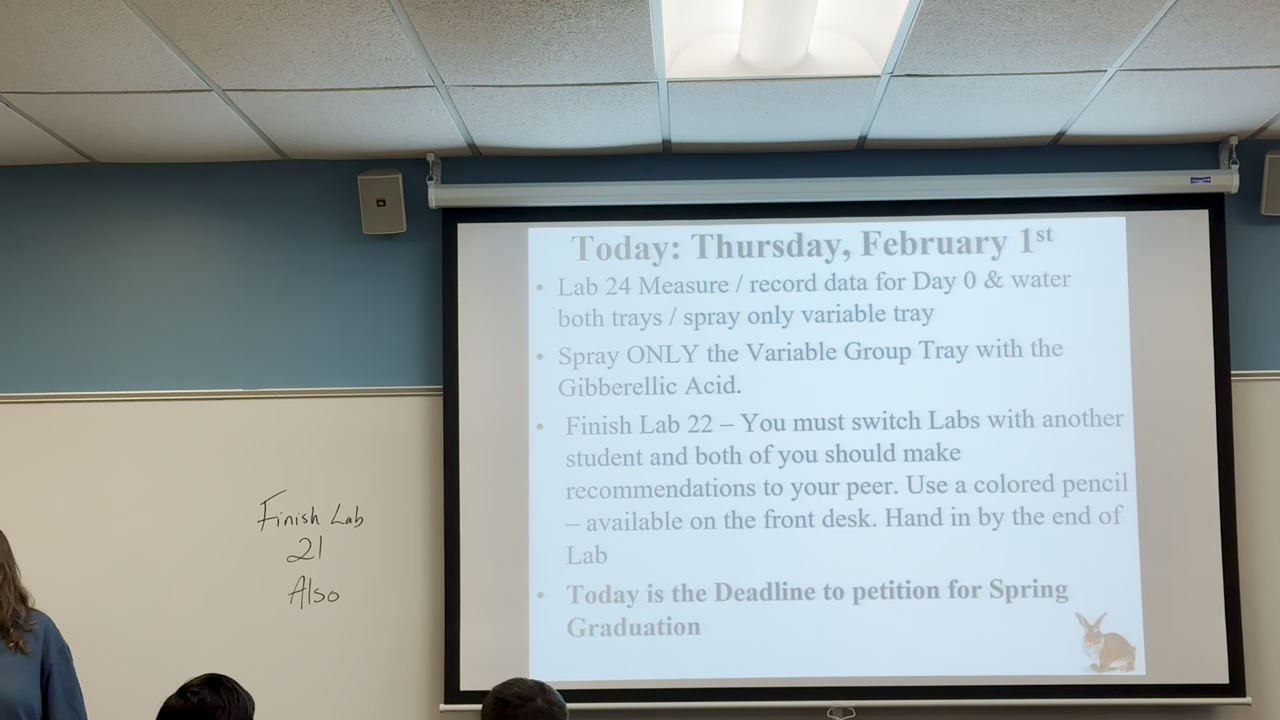 Today: Thursday, February 1st
• Lab 24 Measure / record data for Day 0 & water
both trays / spray only variable tray
• Spray ONLY the Variable Group Tray with the
Gibberellic Acid.
• Finish Lab 22 – You must switch Labs with another
student and both of you should make
recommendations to your peer. Use a colored pencil
– available on the front desk. Hand in by the end of
Lab
• Today is the Deadline to petition for Spring
Graduation
Finish Lab
21
Also